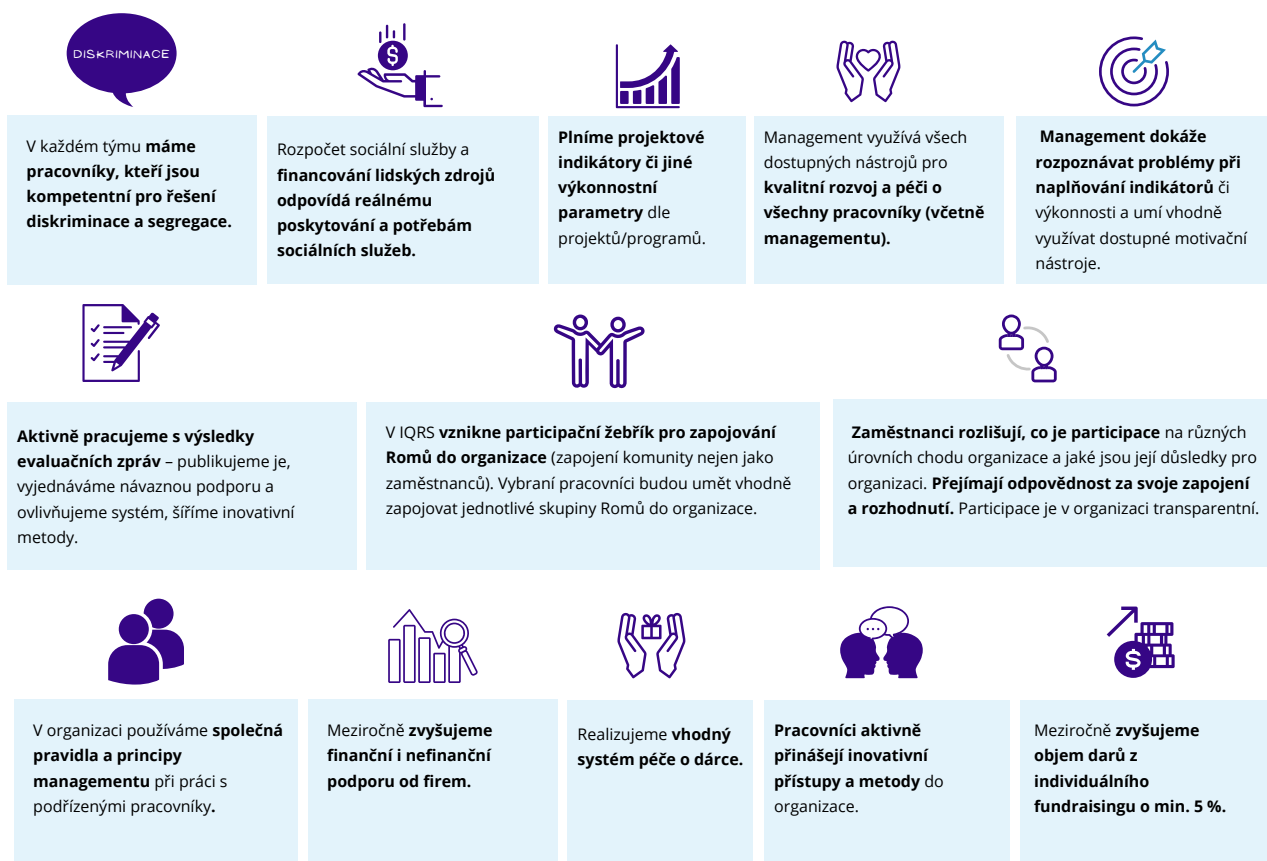 DISKRIMINACE
$
V každém týmu máme
pracovníky, kteří jsou
kompetentní pro řešení
diskriminace a segregace.
Rozpočet sociální služby a
financování lidských zdrojů
odpovídá reálnému
poskytování a potřebám
sociálních služeb.
Plníme projektové
indikátory či jiné
výkonnostní
parametry dle
projektů/programů.
Management využívá všech
dostupných nástrojů pro
kvalitní rozvoj a péči o
všechny pracovníky (včetně
managementu).
Management dokáže
rozpoznávat problémy při
naplňování indikátorů či
výkonnosti a umí vhodně
využívat dostupné motivační
nástroje.
Aktivně pracujeme s výsledky
evaluačních zpráv – publikujeme je,
vyjednáváme návaznou podporu a
ovlivňujeme systém, šíříme inovativní
metody.
V IQRS vznikne participační žebřík pro zapojování
Romů do organizace (zapojení komunity nejen jako
zaměstnanců). Vybraní pracovníci budou umět vhodně
zapojovat jednotlivé skupiny Romů do organizace.
Zaměstnanci rozlišují, co je participace na různých
úrovních chodu organizace a jaké jsou její důsledky pro
organizaci. Přejímají odpovědnost za svoje zapojení
a rozhodnutí. Participace je v organizaci transparentní.
$
V organizaci používáme společná
pravidla a principy
managementu při práci s
podřízenými pracovníky.
Meziročně zvyšujeme
finanční i nefinanční
podporu od firem.
Realizujeme vhodný
systém péče o dárce.
Pracovníci aktivně
přinášejí inovativní
přístupy a metody do
organizace.
Meziročně zvyšujeme
objem darů z
individuálního
fundraisingu o min. 5 %.